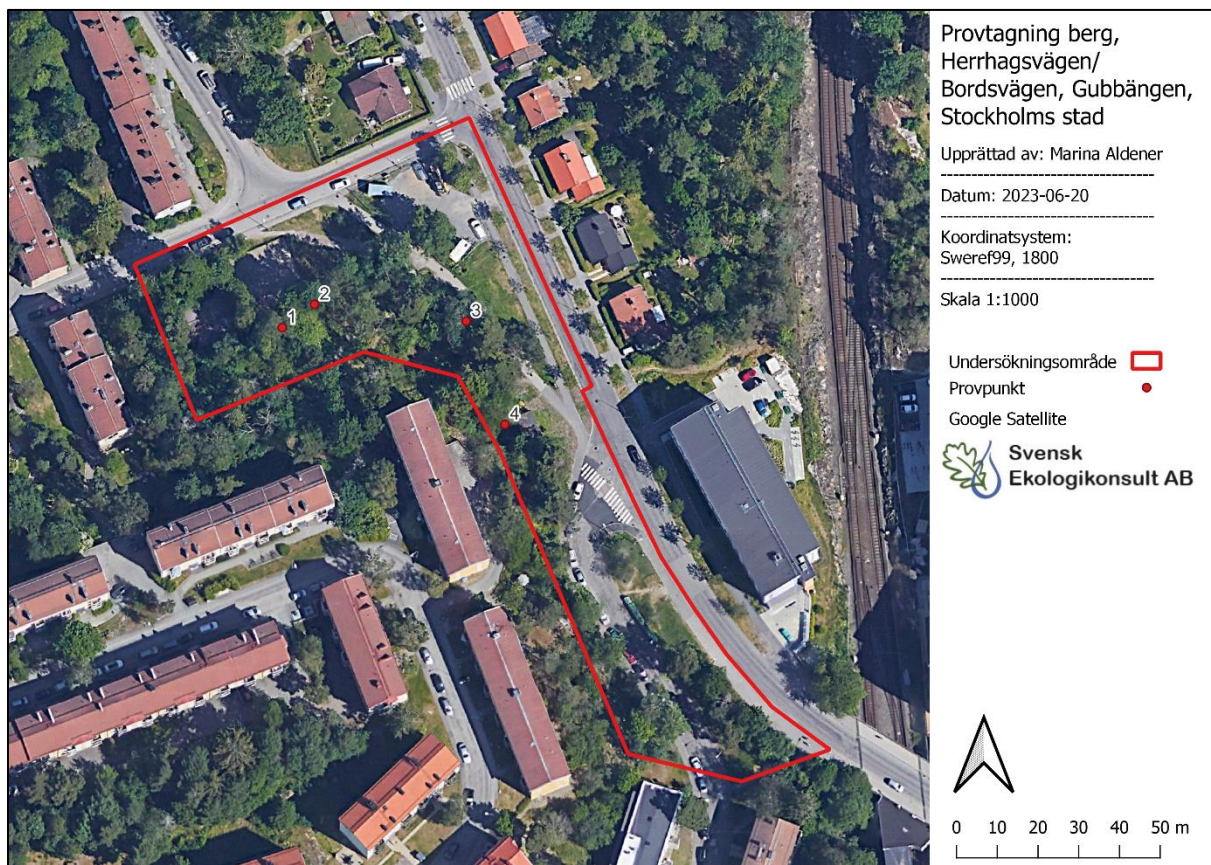 Provtagning berg,
Herrhagsvägen/
Bordsvägen, Gubbängen,
Stockholms stad
Upprättad av: Marina Aldener
-----------------------------------
Datum: 2023-06-20
-----------------------------------
Koordinatsystem:
Sweref99, 1800
-----------------------------------
Skala 1:1000
Undersökningsområde
Provpunkt
Google Satellite
Svensk
Ekologikonsult AB
1
2
3
4
0 10 20 30 40 50 m